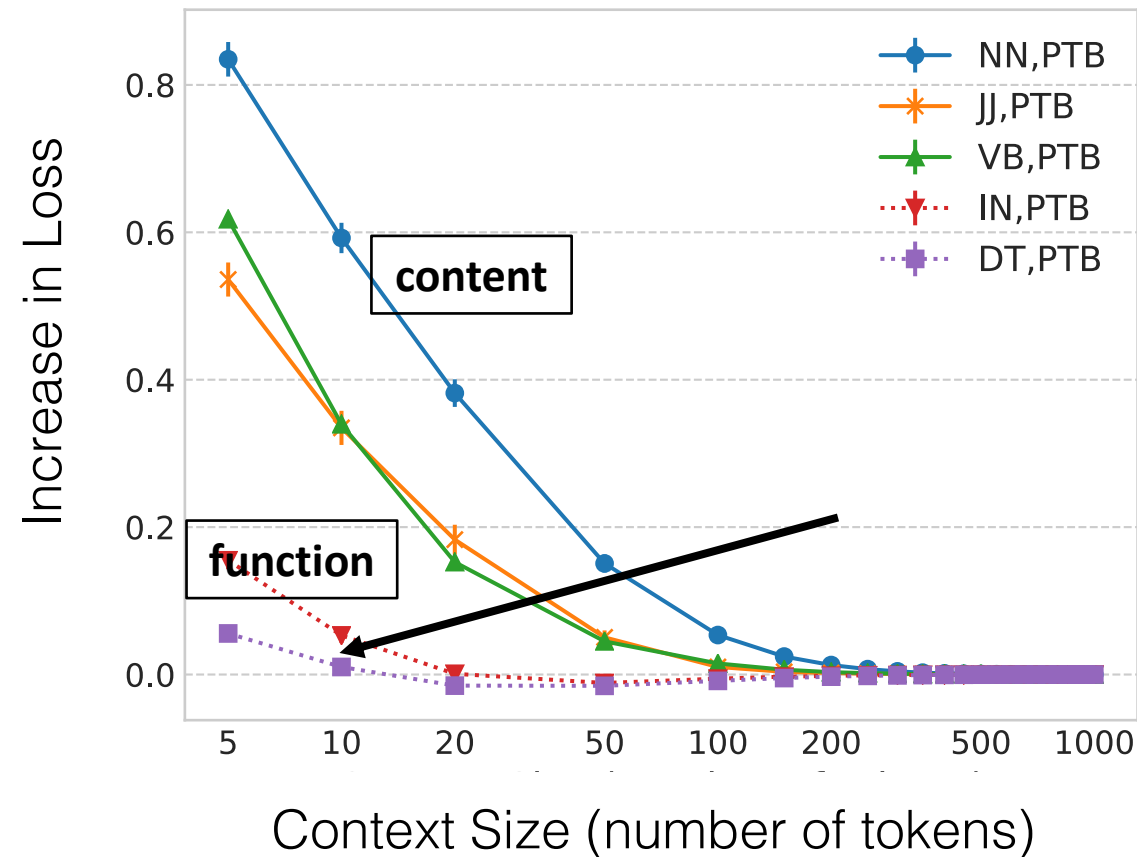 Increase in Loss
0.8
0.6
0.4
0.2
0.0
NN,PTB
JJ,PTB
VB,PTB
IN,PTB
DT,PTB
content
function
5 10 20 50 100 200 500 1000
Context Size (number of tokens)